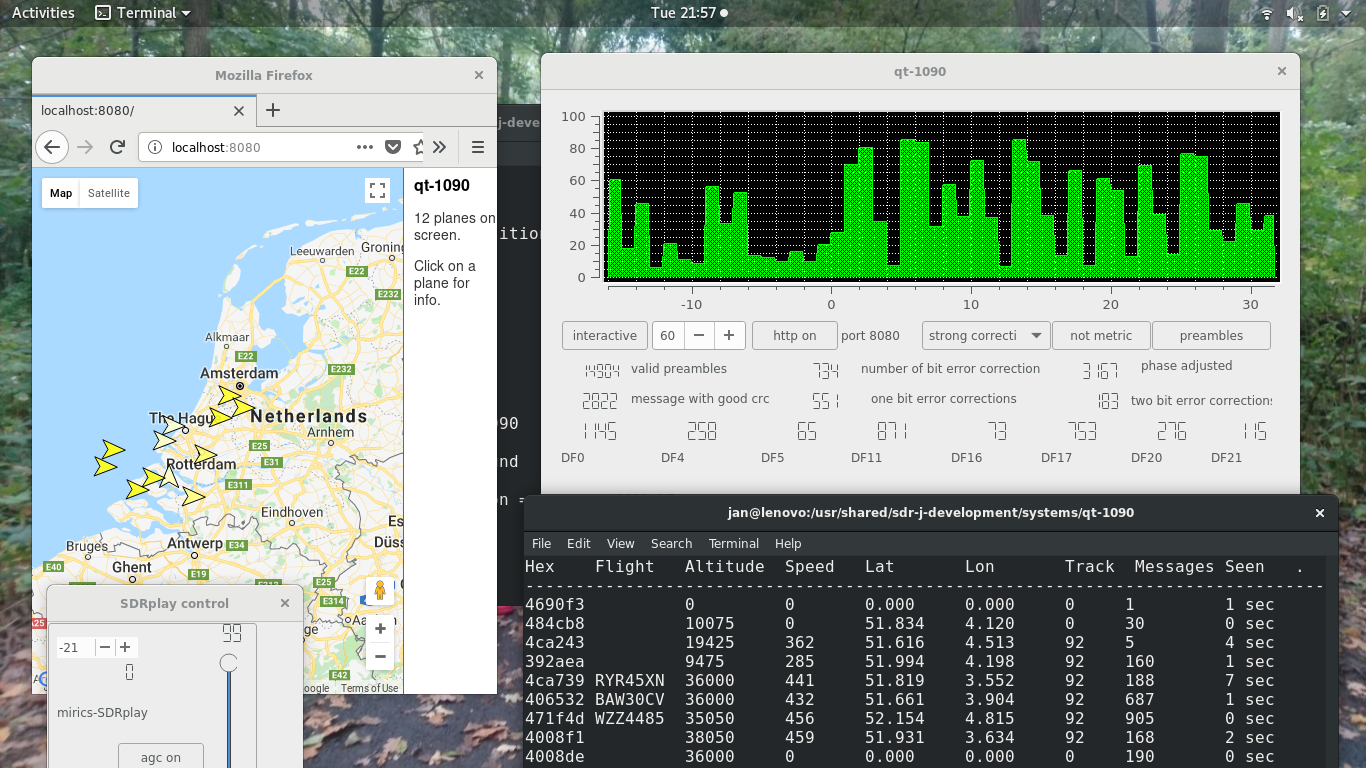 Activities Terminal Tue 21:57
Mozilla Firefox
localhost:8080/
localhost:8080
Map Satellite
qt-1090
12 planes on
screen.
Click on a
plane for
info.
Leeuwarden
Groning
E22
E232
E232
Alkmaar
E22
Amsterdam
E232
The Hagu
Netherlands
Arnhem
E25
E31
Rotterdam
E311
Eindhoven
Es
Düss
Bruges
Antwerp
E34
E40
E19
Ghent
E313
E25
E25
E42
Aa
oogle Terms of Use
SDRplay control
-21
99
0
mirics-SDRplay
agc on
j-deve
ition
090
nd
n =
qt-1090
100
80
60
40
20
0
-10 0 10 20 30
interactive 60 http on port 8080 strong correcti not metric preambles
14904 valid preambles 734 number of bit error correction 3167 phase adjusted
2822 message with good crc 551 one bit error corrections 183 two bit error corrections
1145 258 65 871 73 753 276 115
DF0 DF4 DF5 DF11 DF16 DF17 DF20 DF21
jan@lenovo:/usr/shared/sdr-j-development/systems/qt-1090
File Edit View Search Terminal Help
Hex Flight Altitude Speed Lat Lon Track Messages Seen .
--------------------------------------------------------------------------------
4690f3 0 0 0.000 0.000 0 1 1 sec
484cb8 10075 0 51.834 4.120 0 30 0 sec
4ca243 19425 362 51.616 4.513 92 5 4 sec
392aea 9475 285 51.994 4.198 92 160 1 sec
4ca739 RYR45XN 36000 441 51.819 3.552 92 188 7 sec
406532 BAW30CV 36000 432 51.661 3.904 92 687 1 sec
471f4d WZZ4485 35050 456 52.154 4.815 92 905 0 sec
4008f1 38050 459 51.931 3.634 92 168 2 sec
4008de 36000 0 0.000 0.000 0 190 0 sec